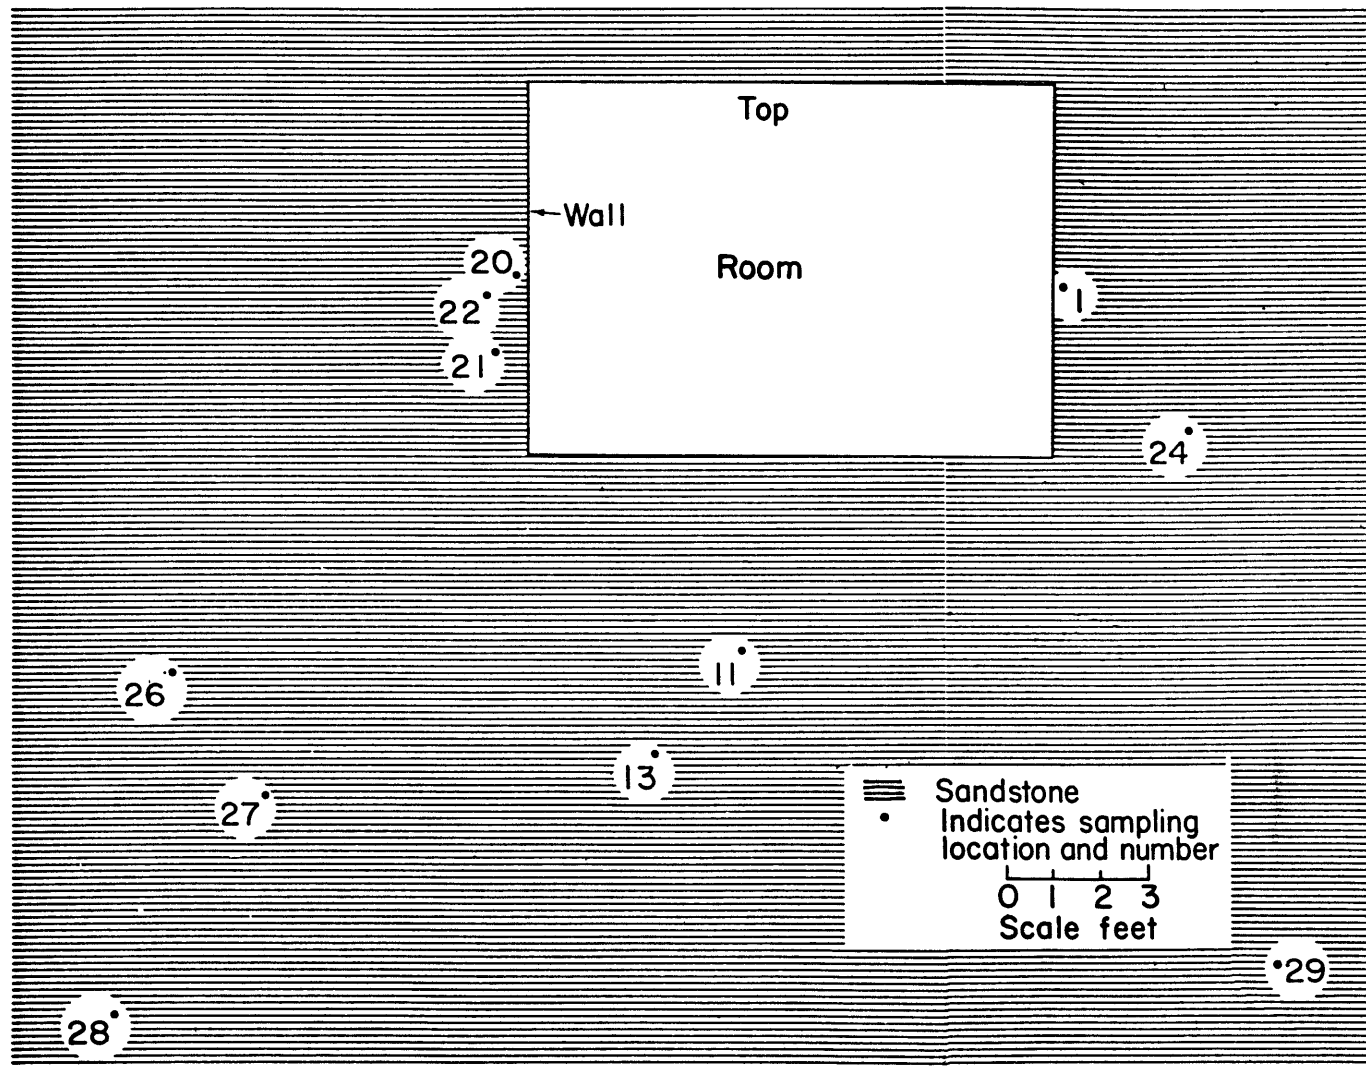 Top
Wall
20
Room
1
22
21
24
11
26
13
27
Sandstone
Indicates sampling
location and number
0 1 2 3
Scale feet
29
28